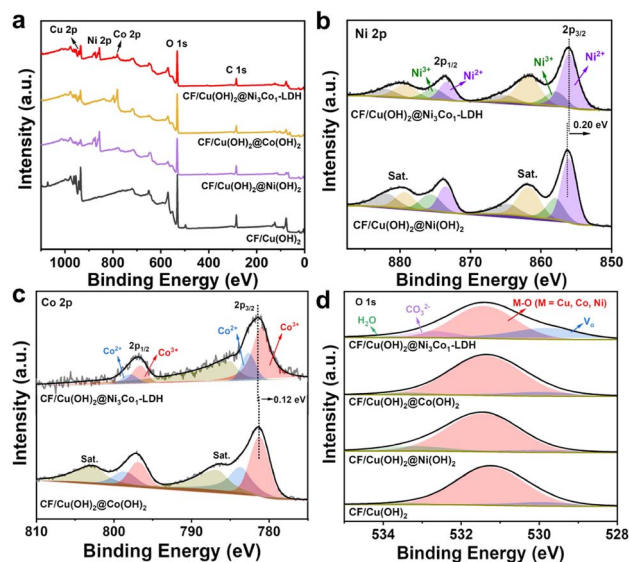 a
Cu 2p
Ni 2p
Co 2p
O 1s
C 1s
CF/Cu(OH)₂@Ni₃Co₁-LDH
CF/Cu(OH)₂@Co(OH)₂
CF/Cu(OH)₂@Ni(OH)₂
CF/Cu(OH)₂
Intensity (a.u.)
1000 800 600 400 200 0
Binding Energy (eV)
b
Ni 2p
2p₃/₂
Ni³⁺
2p₁/₂
Ni²⁺
Ni³⁺
Ni²⁺
CF/Cu(OH)₂@Ni₃Co₁-LDH
0.20 eV
Sat.
Sat.
CF/Cu(OH)₂@Ni(OH)₂
Intensity (a.u.)
880 870 860 850
Binding Energy (eV)
c
Co 2p
2p₃/₂
Co²⁺
2p₁/₂
Co³⁺
Co²⁺
Co³⁺
CF/Cu(OH)₂@Ni₃Co₁-LDH
0.12 eV
Sat.
Sat.
CF/Cu(OH)₂@Co(OH)₂
Intensity (a.u.)
810 800 790 780
Binding Energy (eV)
d
O 1s
H₂O
CO₃²⁻
M-O (M = Cu, Co, Ni)
Vₒ
CF/Cu(OH)₂@Ni₃Co₁-LDH
CF/Cu(OH)₂@Co(OH)₂
CF/Cu(OH)₂@Ni(OH)₂
CF/Cu(OH)₂
Intensity (a.u.)
534 532 530 528
Binding Energy (eV)